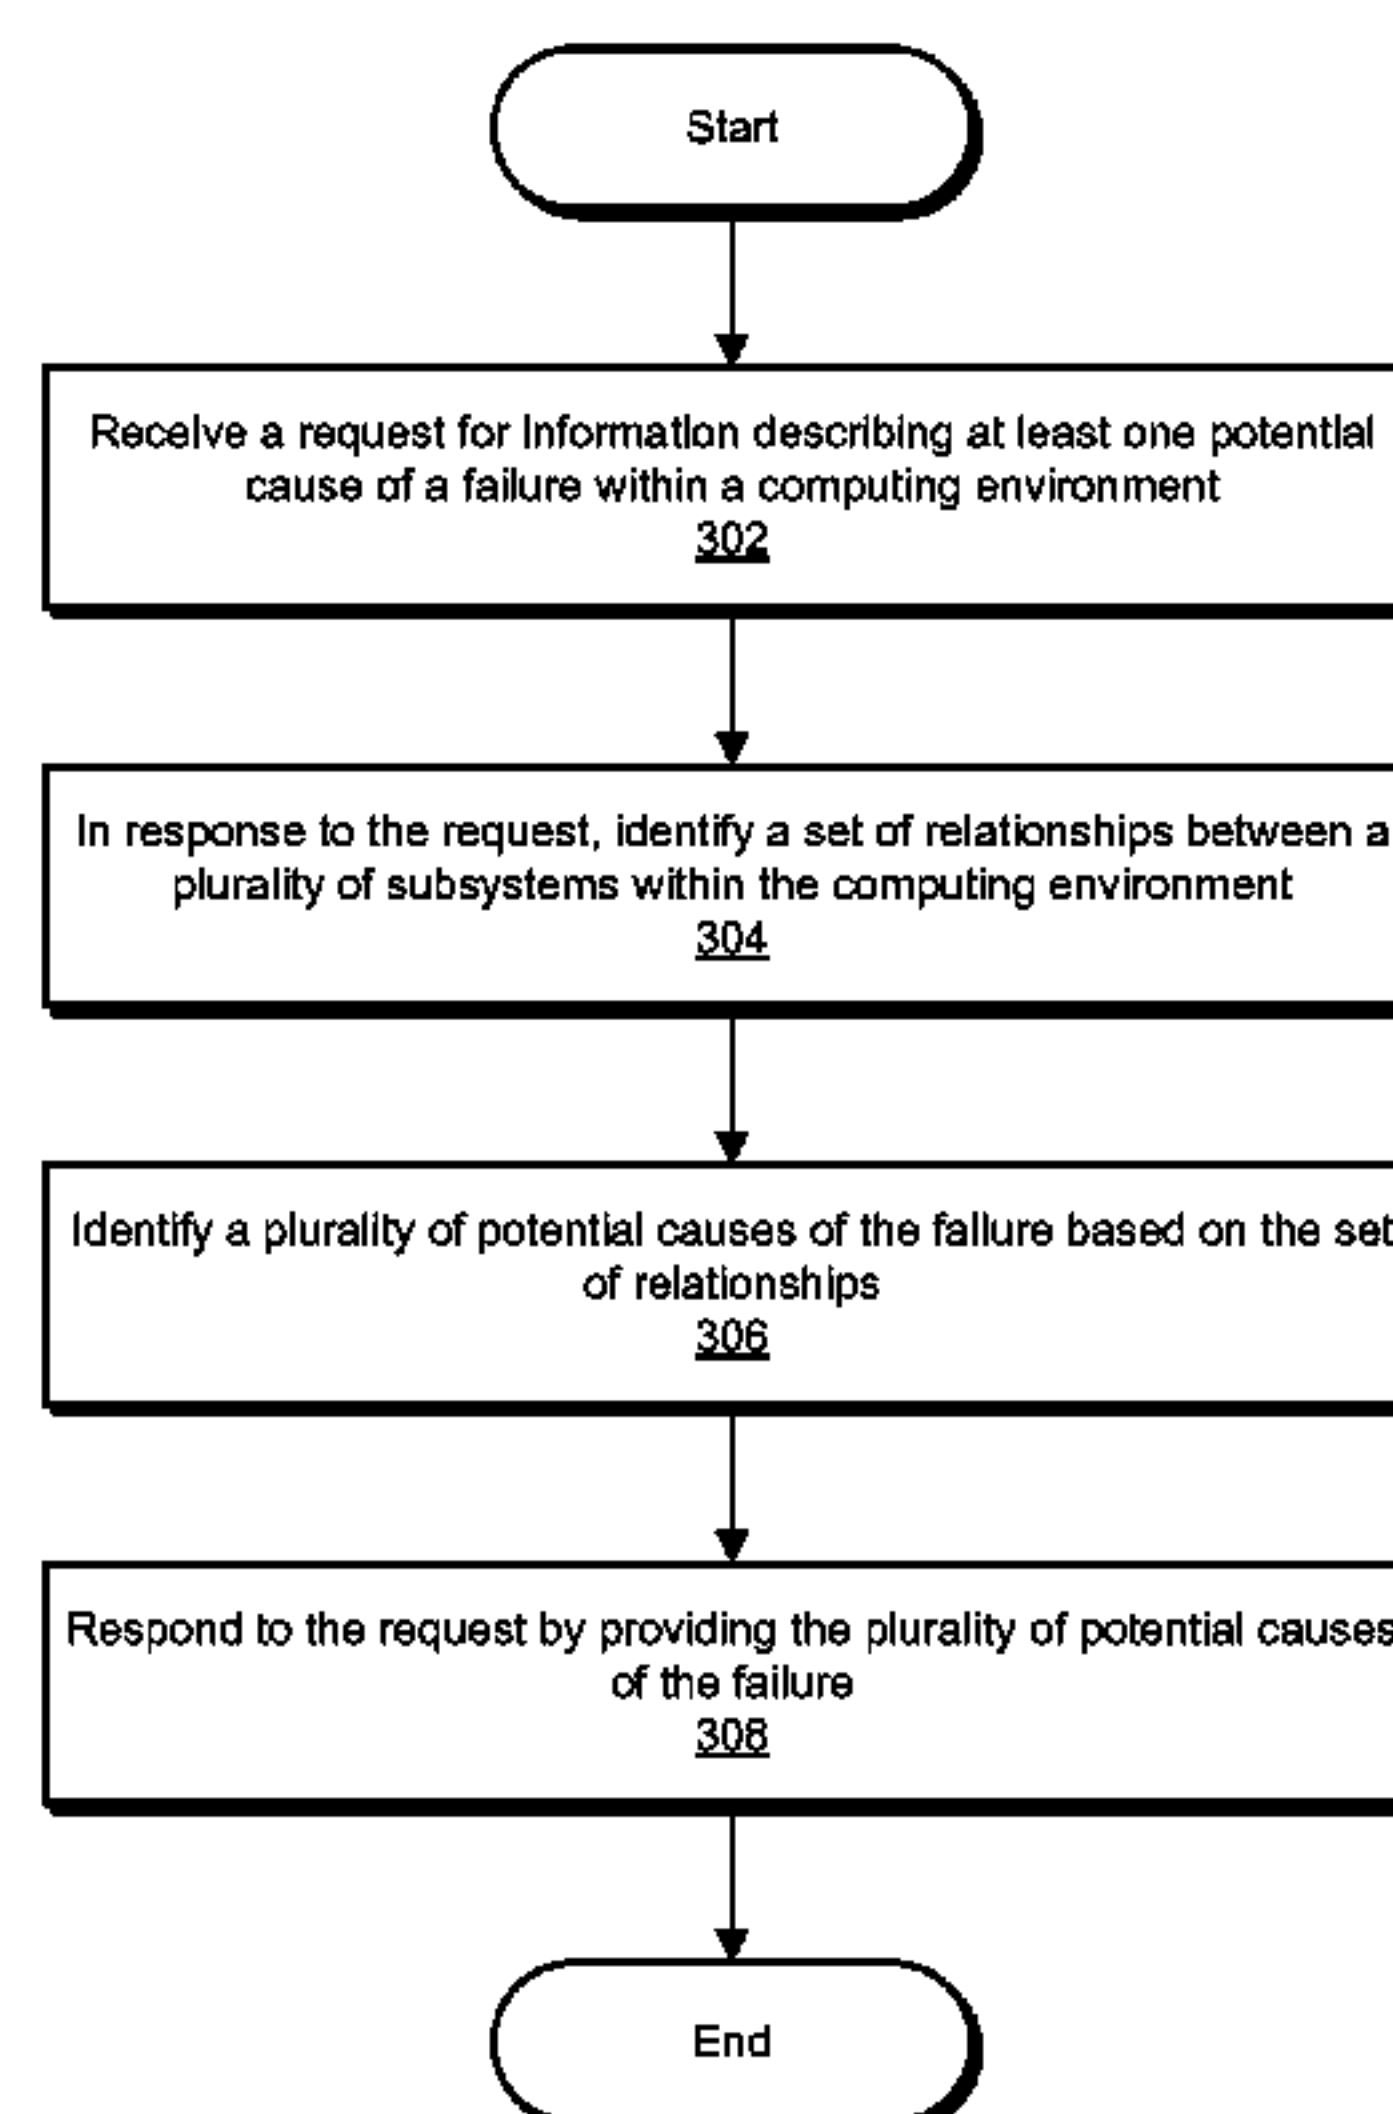 Start
Receive a request for information describing at least one potential
cause of a failure within a computing environment
302
In response to the request, identify a set of relationships between a
plurality of subsystems within the computing environment
304
Identify a plurality of potential causes of the failure based on the set
of relationships
306
Respond to the request by providing the plurality of potential causes
of the failure
308
End